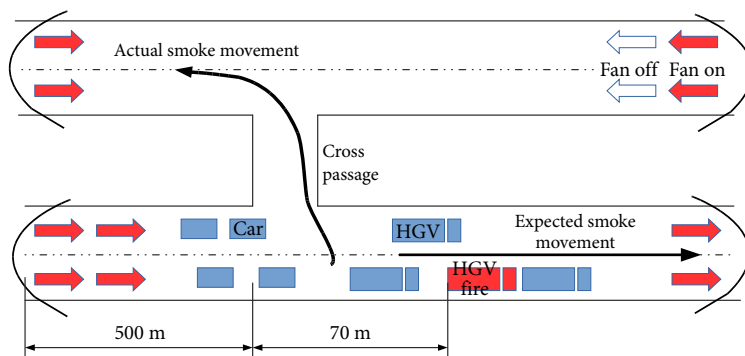 Actual smoke movement
Fan off
Fan on
Cross
passage
Car
HGV
Expected smoke
movement
HGV
fire
500 m
70 m